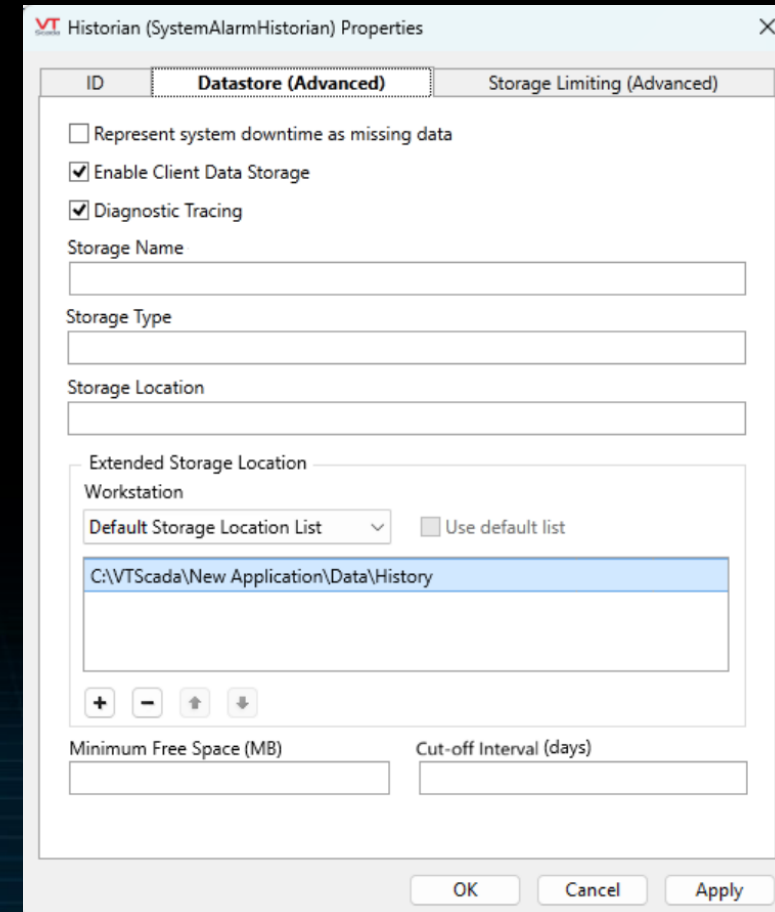 VT
Scada
Historian (SystemAlarmHistorian) Properties
ID
Datastore (Advanced)
Storage Limiting (Advanced)
Represent system downtime as missing data
Enable Client Data Storage
Diagnostic Tracing
Storage Name
Storage Type
Storage Location
Extended Storage Location
Workstation
Default Storage Location List
Use default list
C:\VTScada\New Application\Data\History
Minimum Free Space (MB)
Cut-off Interval (days)
OK
Cancel
Apply